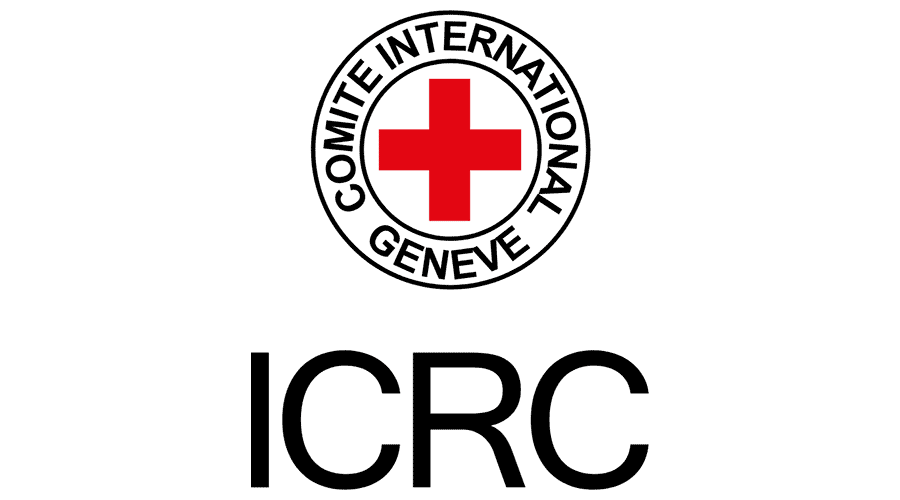 COMITE INTERNATIONAL
GENEVE
ICRC